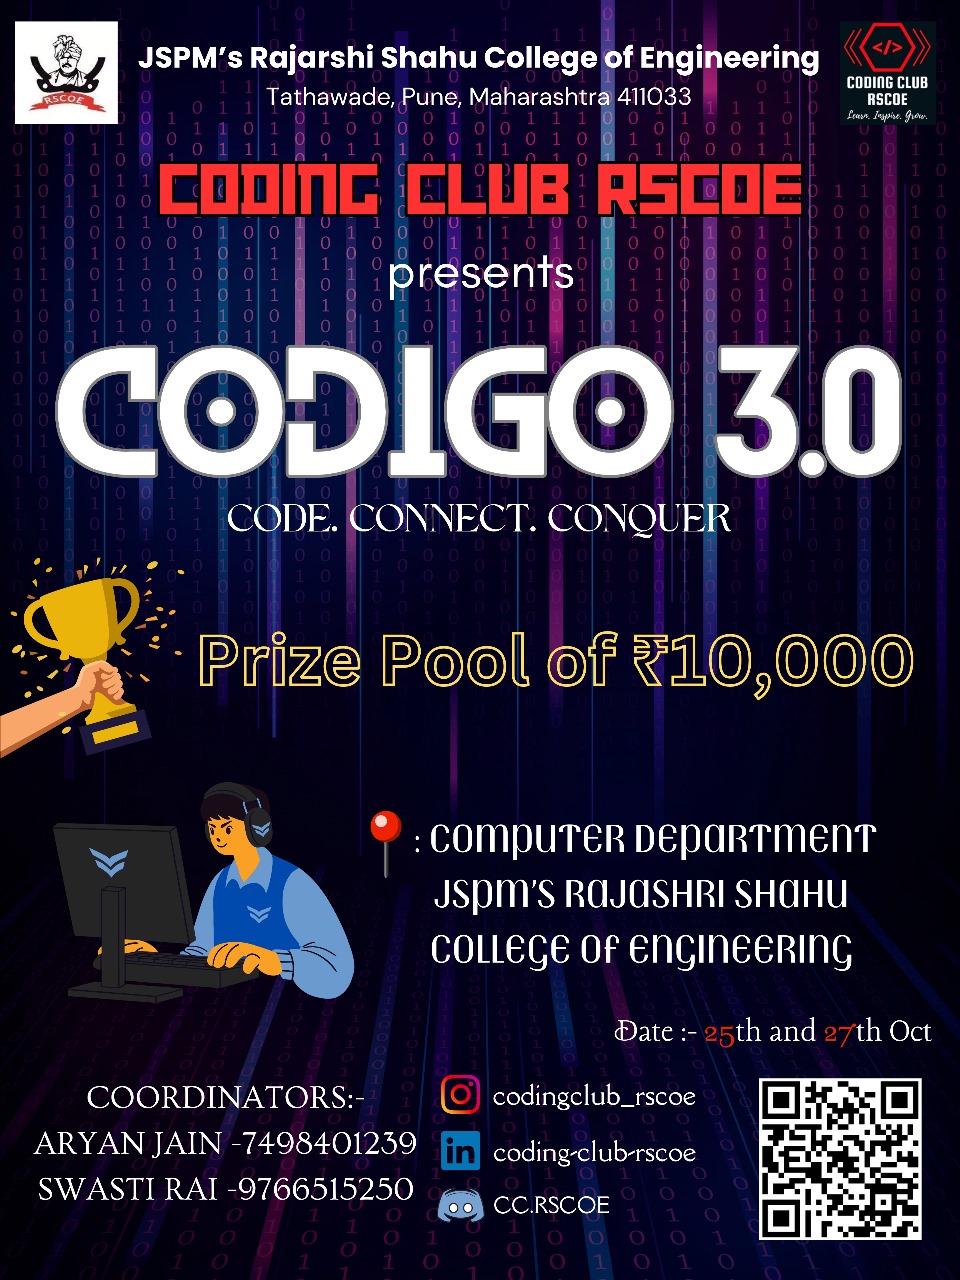 JSPM's Rajarshi Shahu College of Engineering
Tathawade, Pune, Maharashtra 411033
RSCOE
</>
CODING CLUB
RSCOE
Learn. Inspire. Grow.
CODING CLUB RSCOE
presents
CODIGO 3.0
CODE. CONNECT. CONQUER
Prize Pool of ₹10,000
: COMPUTER DEPARTMENT
JSPM'S RAJASHRI SHAHU
COLLEGE OF ENGINEERING
Date :- 25th and 27th Oct
COORDINATORS:-
ARYAN JAIN -7498401239
SWASTI RAI -9766515250
codingclub_rscoe
in coding-club-rscoe
CC.RSCOE